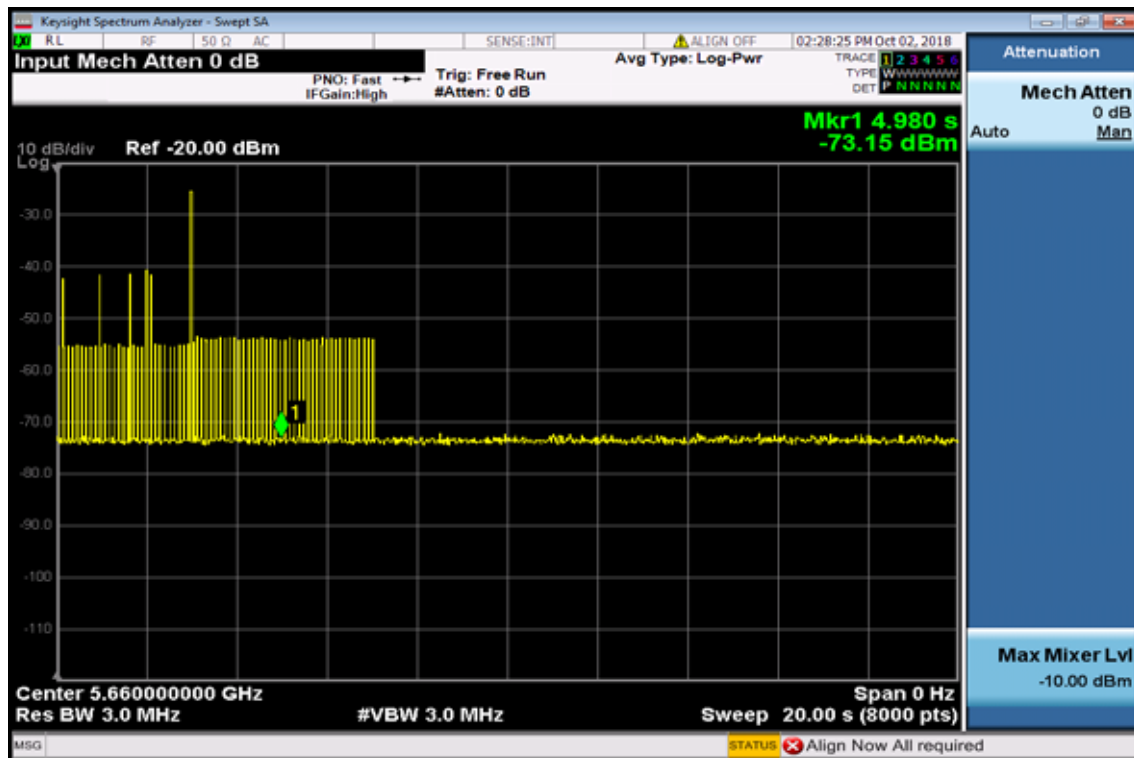 Keysight Spectrum Analyzer - Swept SA
RL RF 50 Ω AC SENSE:INT ALIGN OFF 02:28:25 PM Oct 02, 2018
Input Mech Atten 0 dB
Avg Type: Log-Pwr
TRACE 1 2 3 4 5 6
PNO: Fast
Trig: Free Run
TYPE WWWWWW
IFGain:High
#Atten: 0 dB
DET P N N N N N
Attenuation
Mech Atten
0 dB
Auto Man
Mkr1 4.980 s
-73.15 dBm
10 dB/div Ref -20.00 dBm
Log
-30.0
-40.0
-50.0
-60.0
-70.0
1
-80.0
-90.0
-100
-110
Max Mixer Lvl
-10.00 dBm
Center 5.660000000 GHz Span 0 Hz
Res BW 3.0 MHz #VBW 3.0 MHz Sweep 20.00 s (8000 pts)
MSG STATUS Align Now All required